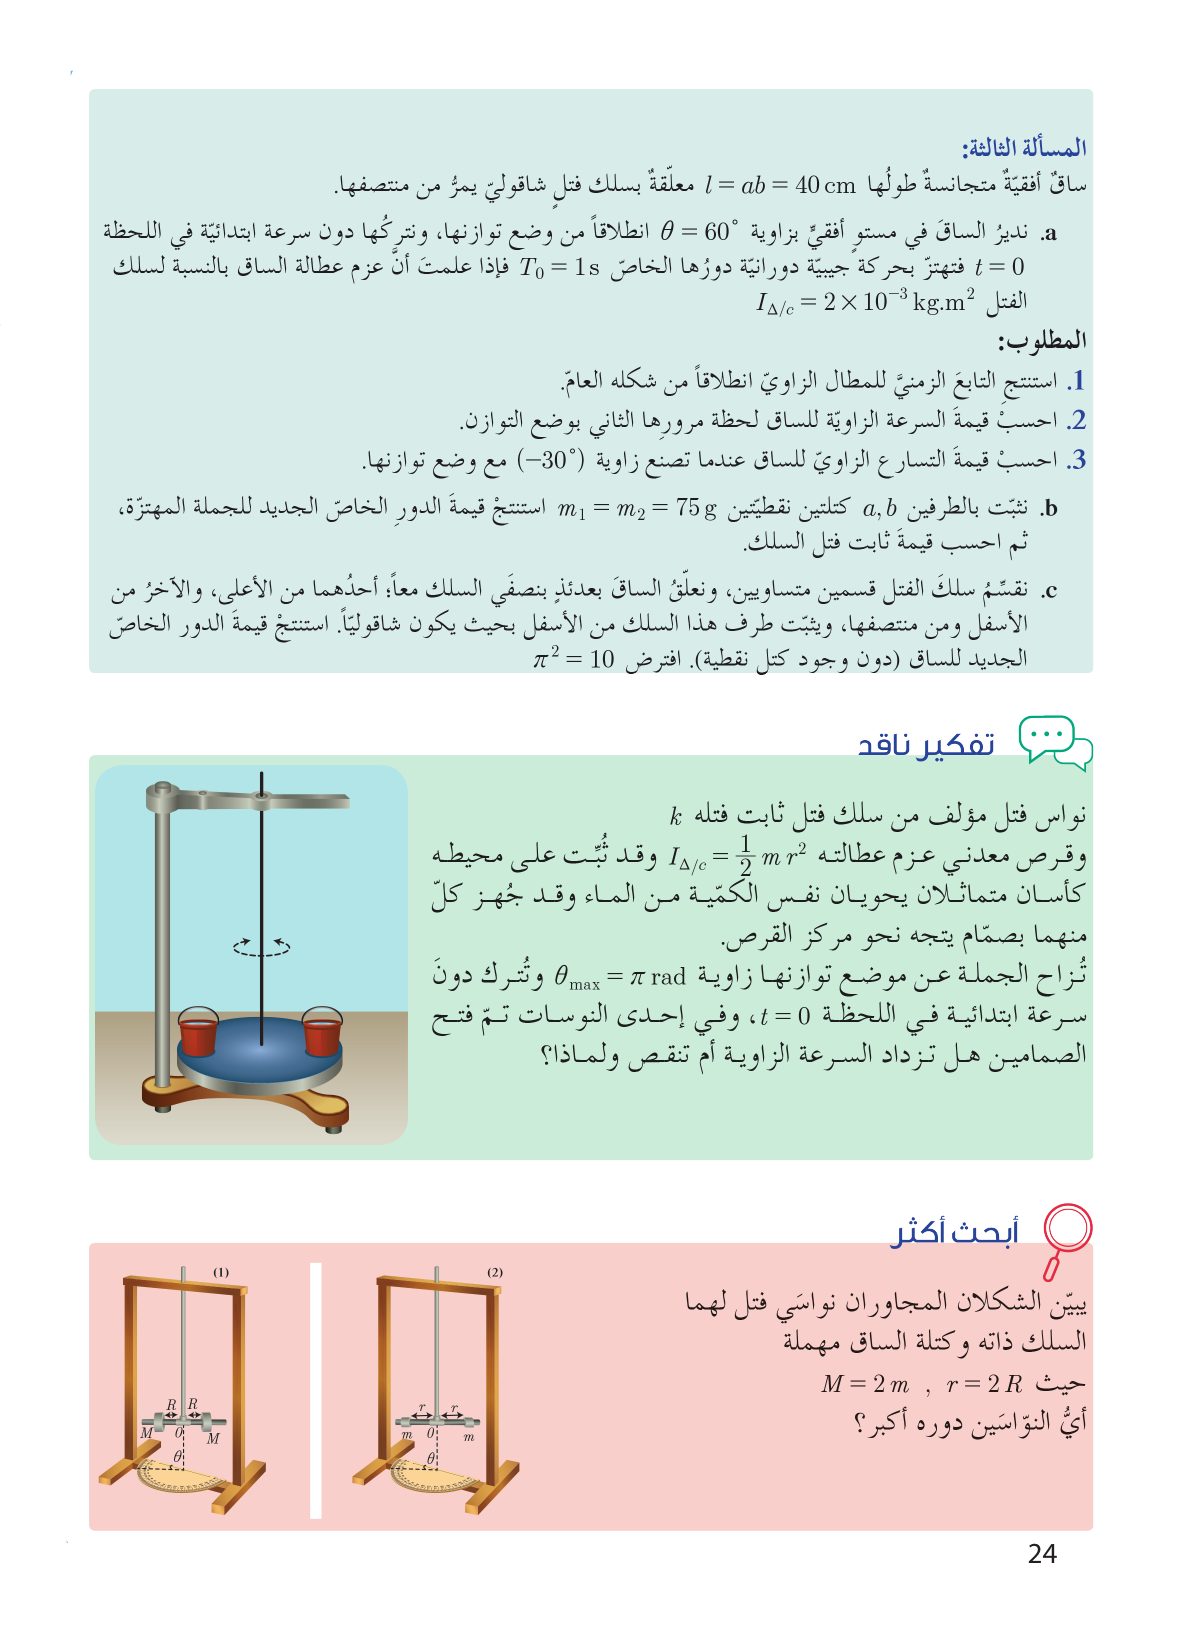 المسألة الثالثة:
ساقٌ أفقيّةٌ متجانسةٌ طولُها l = ab = 40 cm معلّقةٌ بسلك فتلٍ شاقوليّ يمرُّ من منتصفها.
a. نديرُ الساقَ في مستوٍ أفقيٍّ بزاوية θ = 60° انطلاقاً من وضع توازنها، ونتركُها دون سرعة ابتدائيّة في اللحظة
t = 0 فتهتزّ بحركة جيبيّة دورانيّة دورُها الخاصّ T₀ = 1 s فإذا علمتَ أنَّ عزم عطالة الساق بالنسبة لسلك
الفتل I_Δ/c = 2 × 10⁻³ kg.m²
المطلوب:
1. استنتجِ التابعَ الزمنيَّ للمطال الزاويّ انطلاقاً من شكله العامّ.
2. احسبْ قيمةَ السرعة الزاويّة للساق لحظة مرورِها الثاني بوضع التوازن.
3. احسبْ قيمةَ التسارع الزاويّ للساق عندما تصنع زاوية (−30°) مع وضع توازنها.
b. نثبّت بالطرفين a, b كتلتين نقطيّتين m₁ = m₂ = 75 g استنتجْ قيمةَ الدورِ الخاصّ الجديد للجملة المهتزّة،
ثم احسب قيمةَ ثابت فتل السلك.
c. نقسِّمُ سلكَ الفتل قسمين متساويين، ونعلّقُ الساقَ بعدئذٍ بنصفَي السلك معاً؛ أحدُهما من الأعلى، والآخرُ من
الأسفل ومن منتصفها، ويثبّت طرف هذا السلك من الأسفل بحيث يكون شاقوليّاً. استنتجْ قيمةَ الدور الخاصّ
الجديد للساق (دون وجود كتل نقطية). افترض π² = 10
تفكير ناقد
نواس فتل مؤلف من سلك فتل ثابت فتله k
وقرص معدني عزم عطالته I_Δ/c = 1/2 m r² وقد ثُبِّت على محيطه
كأسان متماثلان يحويان نفس الكمّية من الماء وقد جُهز كلّ
منهما بصمّام يتجه نحو مركز القرص.
تُزاح الجملة عن موضع توازنها زاوية θ_max = π rad وتُترك دونَ
سرعة ابتدائية في اللحظة t = 0، وفي إحدى النوسات تمّ فتح
الصمامين هل تزداد السرعة الزاوية أم تنقص ولماذا؟
أبحث أكثر
يبيّن الشكلان المجاوران نواسَي فتل لهما
السلك ذاته وكتلة الساق مهملة
حيث M = 2 m , r = 2 R
أيُّ النوّاسَين دوره أكبر؟
(1)
R R
M 0 M
θ
(2)
r r
m 0 m
θ
24